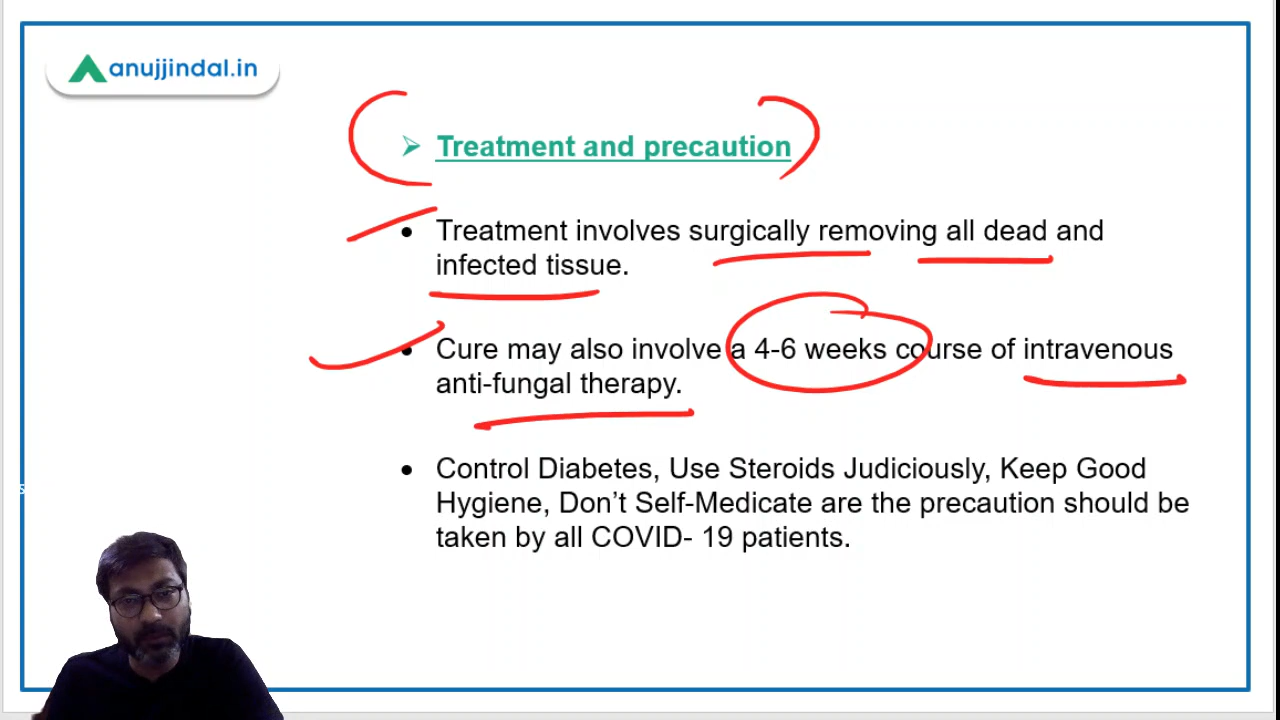 anujjindal.in
Treatment and precaution
Treatment involves surgically removing all dead and
infected tissue.
Cure may also involve a 4-6 weeks course of intravenous
anti-fungal therapy.
Control Diabetes, Use Steroids Judiciously, Keep Good
Hygiene, Don’t Self-Medicate are the precaution should be
taken by all COVID- 19 patients.